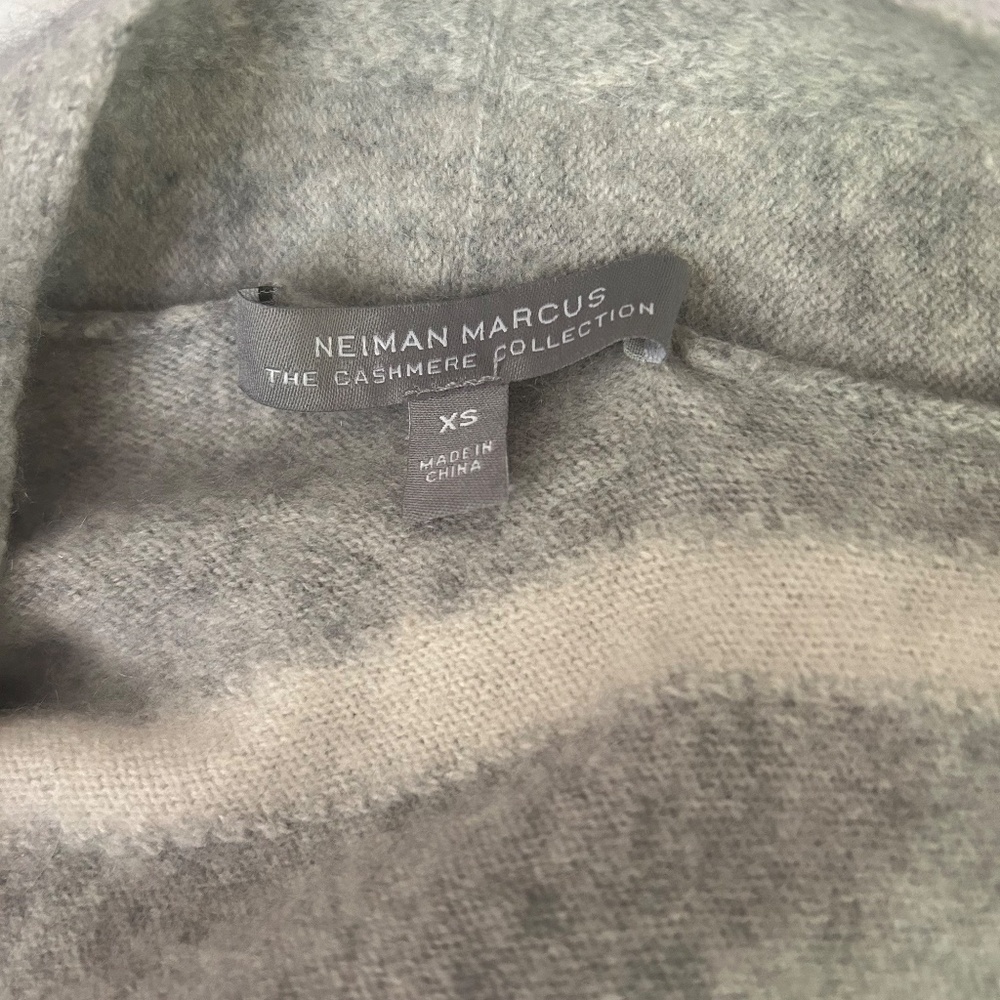 NEIMAN MARCUS
THE CASHMERE COLLECTION
XS
MADE IN
CHINA